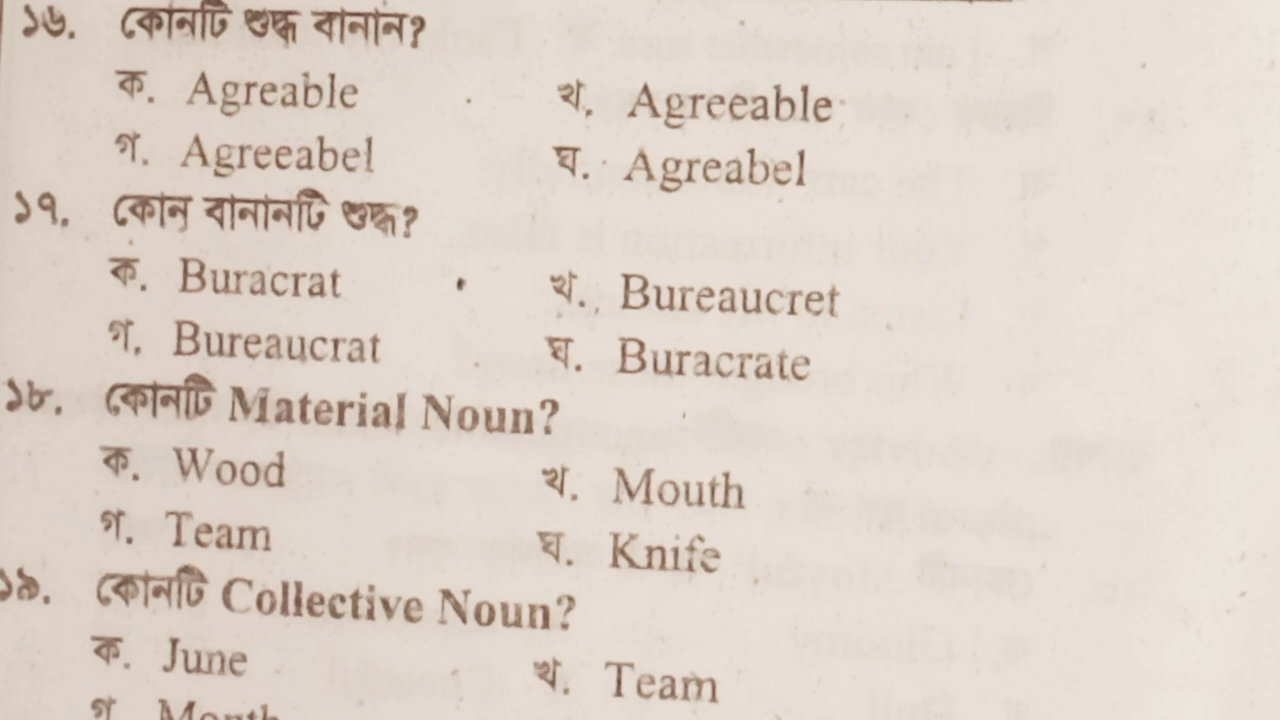 ১৬. কোনটি শুদ্ধ বানান?
ক. Agreable খ. Agreeable
গ. Agreeabel ঘ. Agreabel
১৭. কোন বানানটি শুদ্ধ?
ক. Buracrat খ. Bureaucret
গ. Bureaucrat ঘ. Buracrate
১৮. কোনটি Material Noun?
ক. Wood খ. Mouth
গ. Team ঘ. Knife
১৯. কোনটি Collective Noun?
ক. June খ. Team
গ. Month